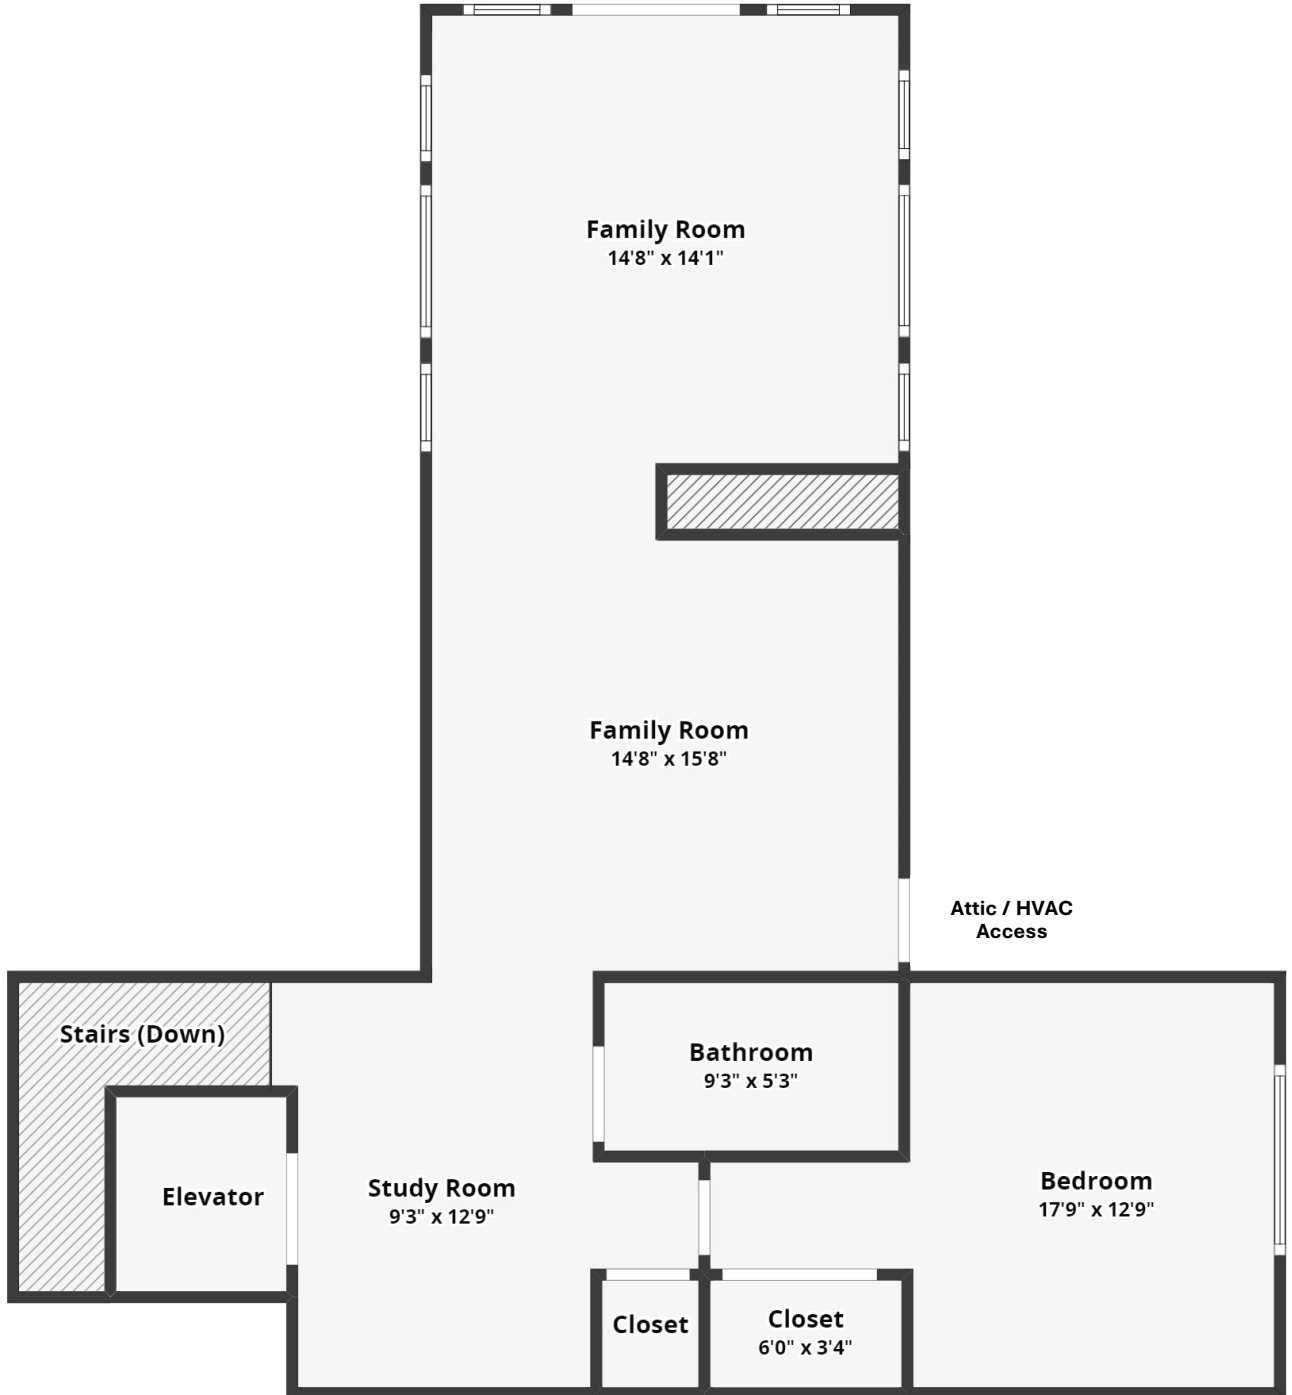 Family Room
14'8" x 14'1"
Family Room
14'8" x 15'8"
Attic / HVAC
Access
Stairs (Down)
Bathroom
9'3" x 5'3"
Elevator
Study Room
9'3" x 12'9"
Bedroom
17'9" x 12'9"
Closet
Closet
6'0" x 3'4"